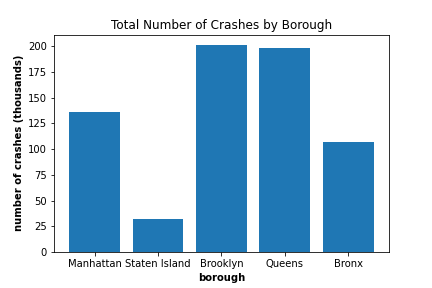 Total Number of Crashes by Borough
number of crashes (thousands)
200
175
150
125
100
75
50
25
0
Manhattan Staten Island Brooklyn Queens Bronx
borough